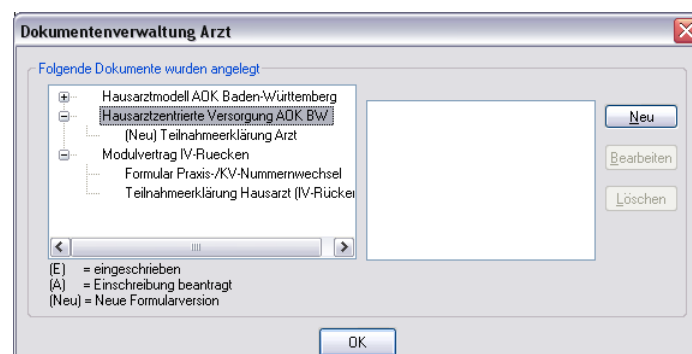 Dokumentenverwaltung Arzt
Folgende Dokumente wurden angelegt
Hausarztmodell AOK Baden-Württemberg
Hausarztzentrierte Versorgung AOK BW
(Neu) Teilnahmeerklärung Arzt
Modulvertrag IV-Ruecken
Formular Praxis-/KV-Nummernwechsel
Teilnahmeerklärung Hausarzt (IV-Rücken
Neu
Bearbeiten
Löschen
(E) = eingeschrieben
(A) = Einschreibung beantragt
(Neu) = Neue Formularversion
OK